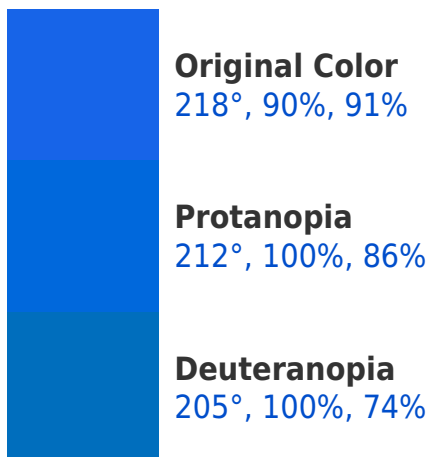 Original Color
218°, 90%, 91%
Protanopia
212°, 100%, 86%
Deuteranopia
205°, 100%, 74%